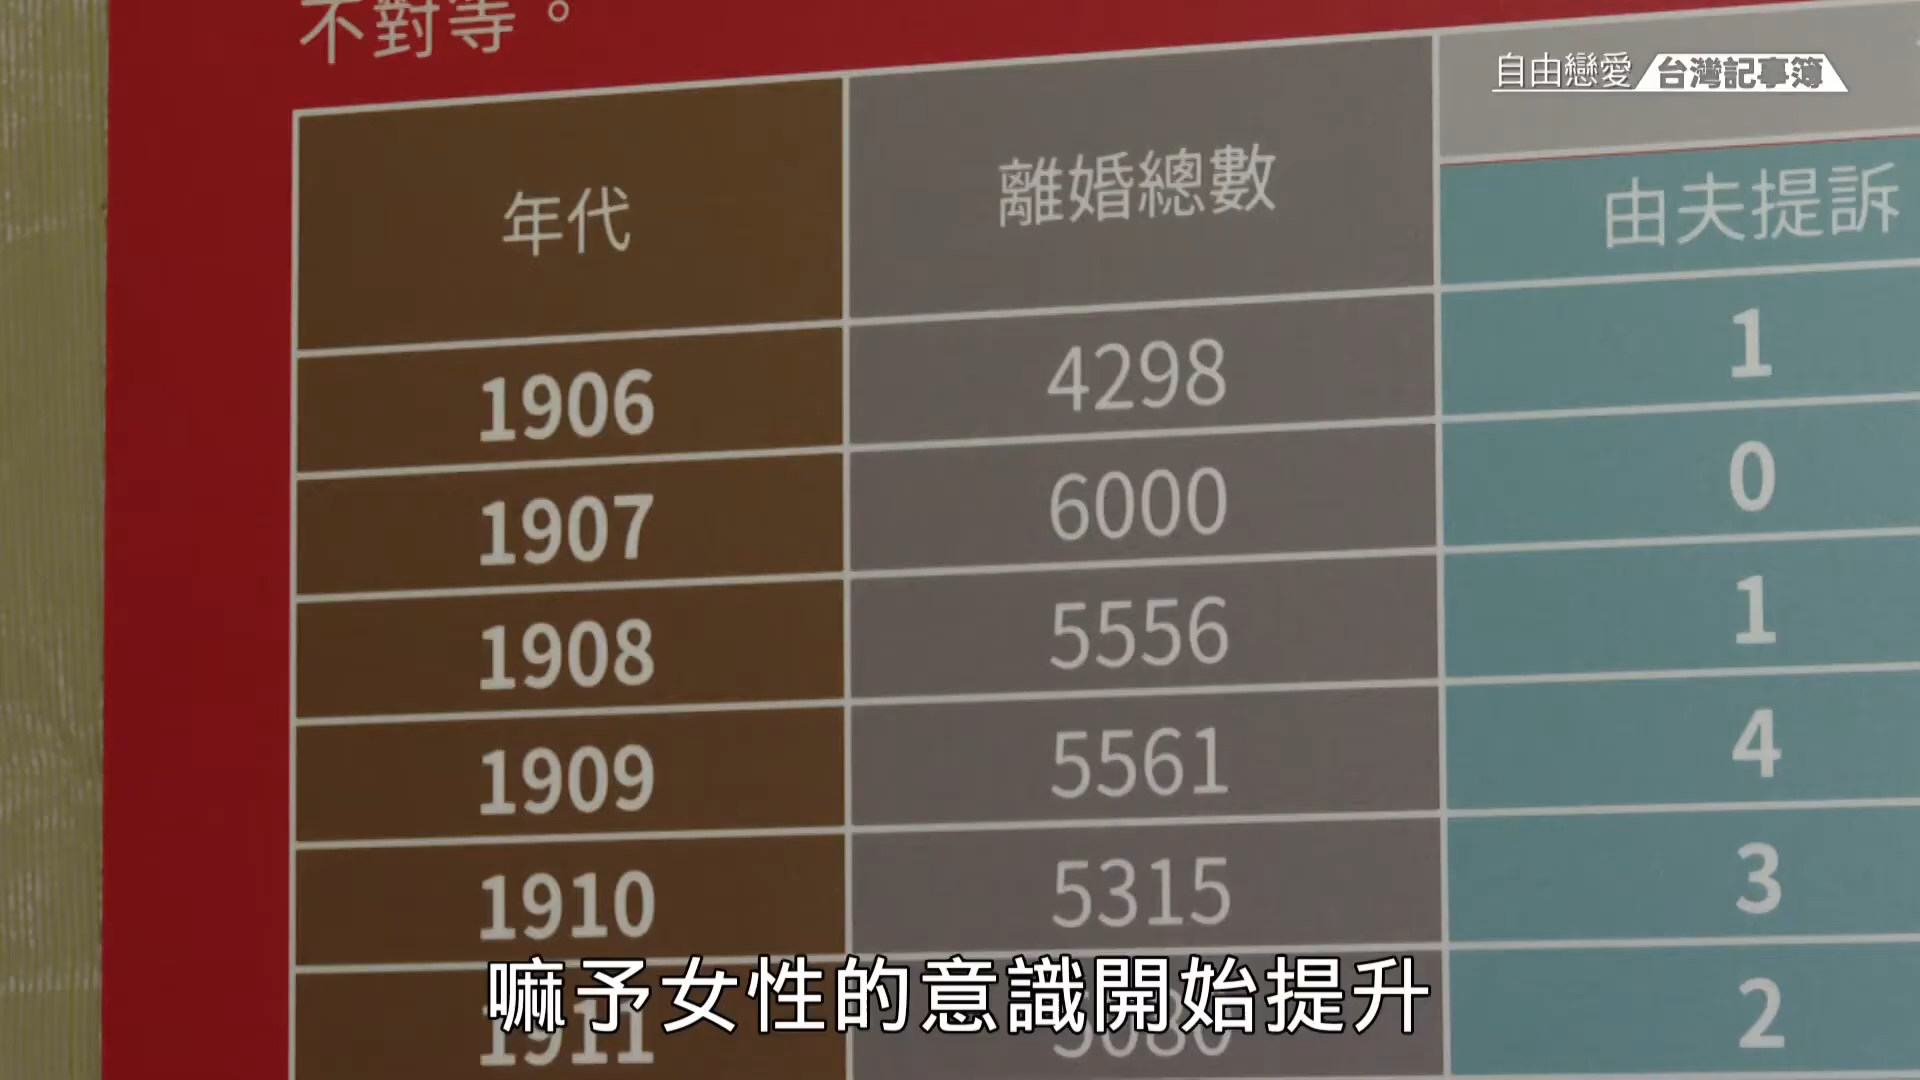 不對等。
自由戀愛 台灣記事簿
年代 離婚總數 由夫提訴
1906 4298 1
1907 6000 0
1908 5556 1
1909 5561 4
1910 5315 3
1911 2
嘛予女性的意識開始提升